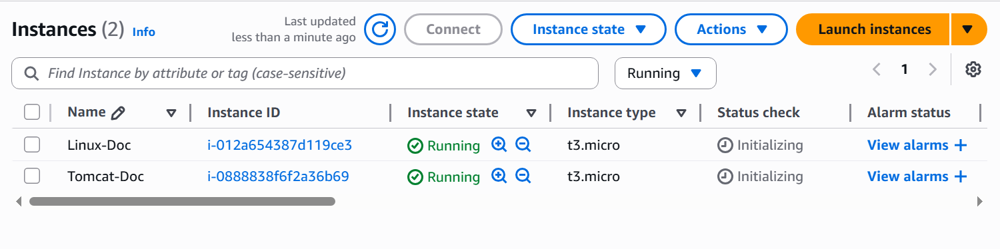 Instances (2) Info
Last updated
less than a minute ago
Connect
Instance state
Actions
Launch instances
Find Instance by attribute or tag (case-sensitive)
Running
1
Name Instance ID Instance state Instance type Status check Alarm status
Linux-Doc i-012a654387d119ce3 Running t3.micro Initializing View alarms +
Tomcat-Doc i-0888838f6f2a36b69 Running t3.micro Initializing View alarms +